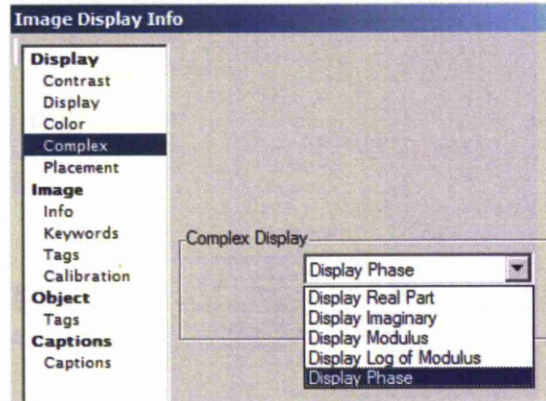 Image Display Info
Display
Contrast
Display
Color
Complex
Placement
Image
Info
Keywords
Tags
Calibration
Object
Tags
Captions
Captions
Complex Display
Display Phase
Display Real Part
Display Imaginary
Display Modulus
Display Log of Modulus
Display Phase